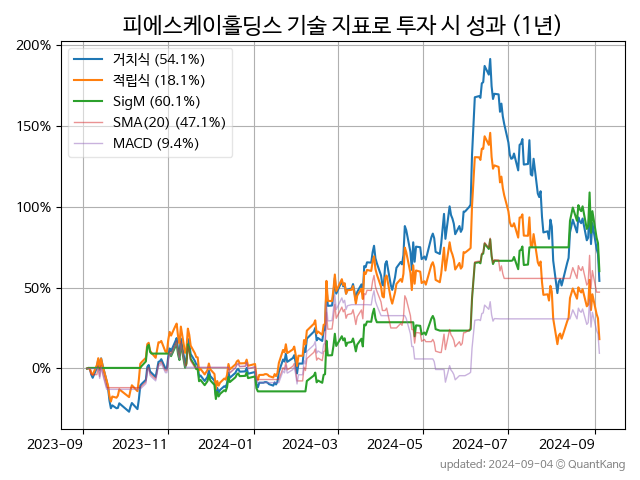 피에스케이홀딩스 기술 지표로 투자 시 성과 (1년)
200%
150%
100%
50%
0%
거치식 (54.1%)
적립식 (18.1%)
SigM (60.1%)
SMA(20) (47.1%)
MACD (9.4%)
2023-09 2023-11 2024-01 2024-03 2024-05 2024-07 2024-09
updated: 2024-09-04 © QuantKang